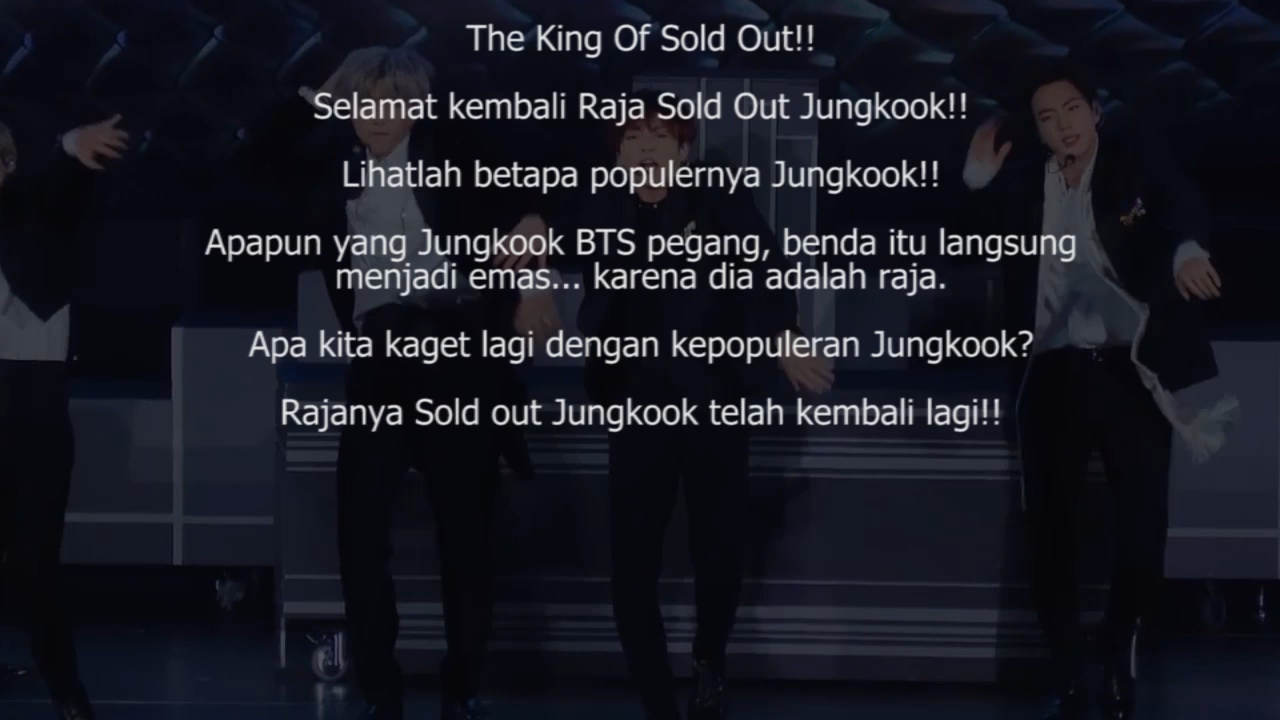 The King Of Sold Out!!
Selamat kembali Raja Sold Out Jungkook!!
Lihatlah betapa populernya Jungkook!!
Apapun yang Jungkook BTS pegang, benda itu langsung
menjadi emas... karena dia adalah raja.
Apa kita kaget lagi dengan kepopuleran Jungkook?
Rajanya Sold out Jungkook telah kembali lagi!!